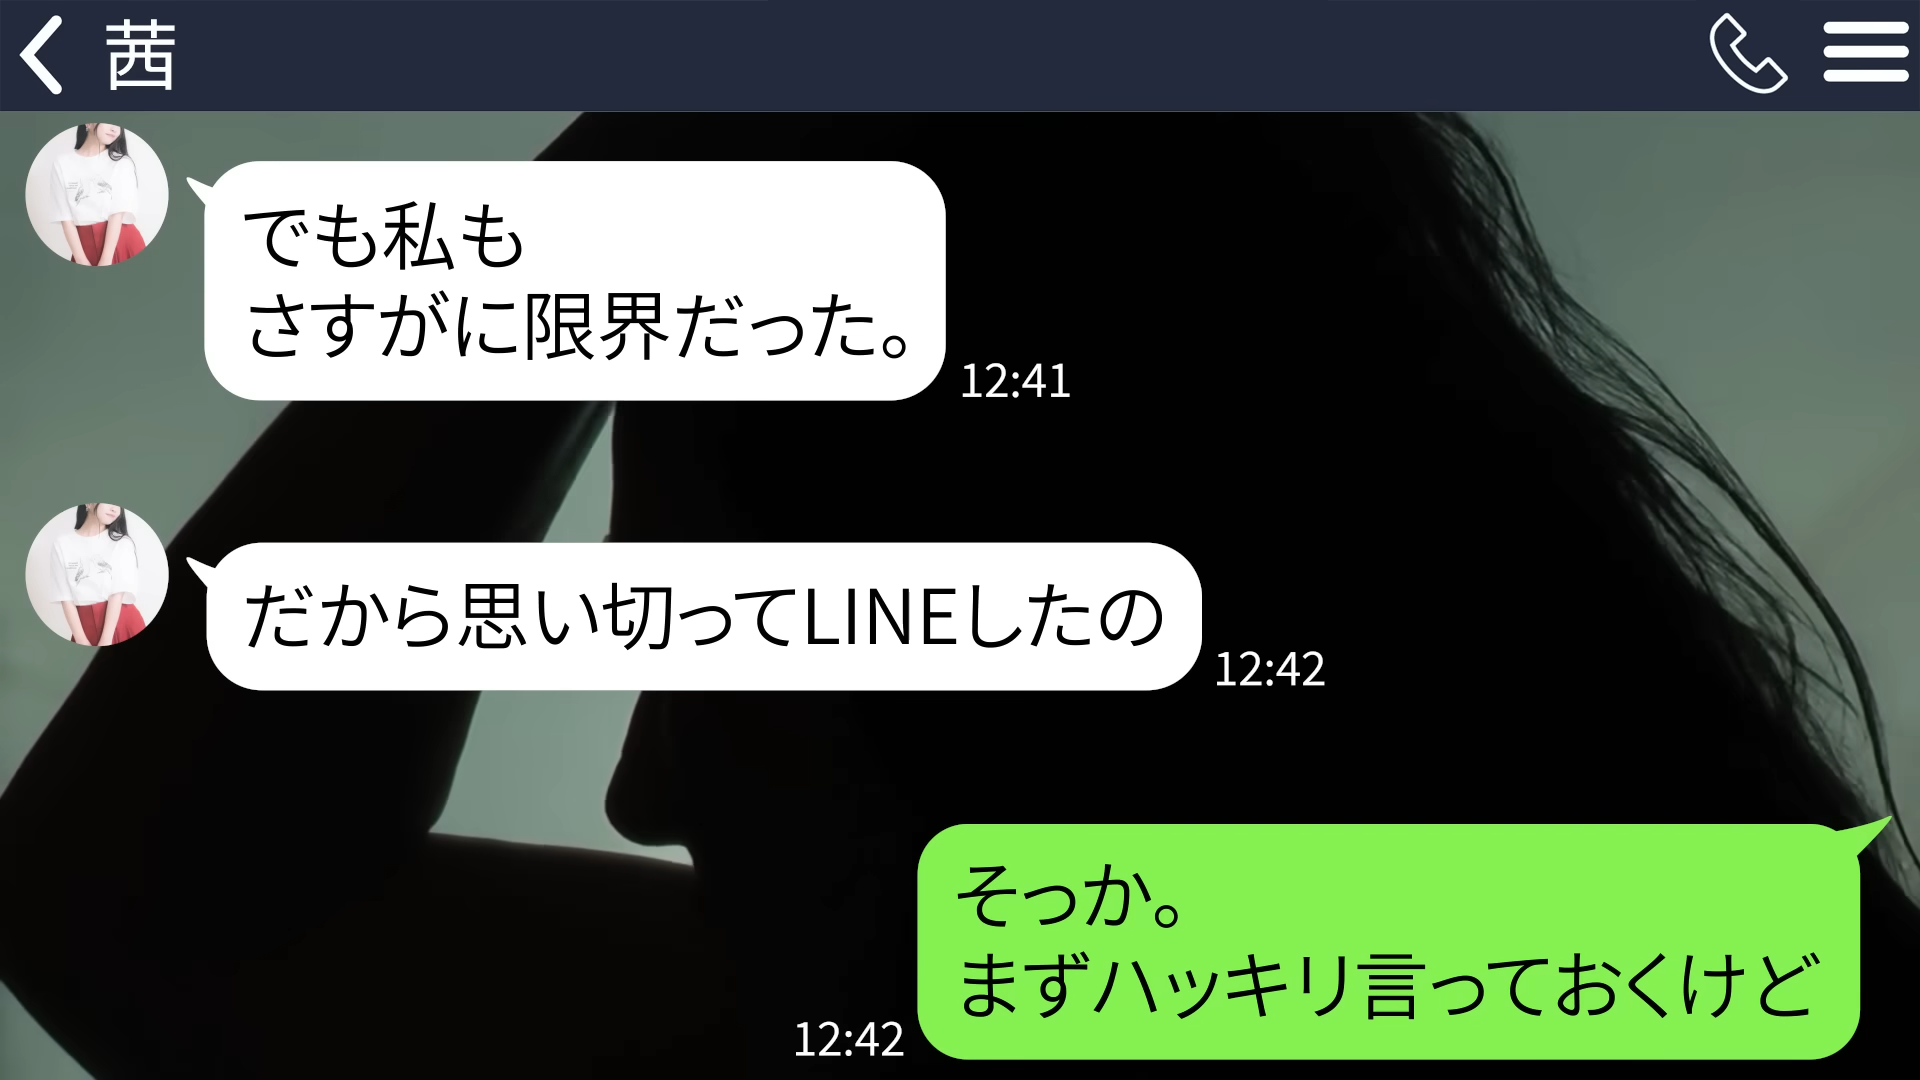 茜
でも私も
さすがに限界だった。
12:41
だから思い切ってLINEしたの
12:42
そっか。
まずハッキリ言っておくけど
12:42